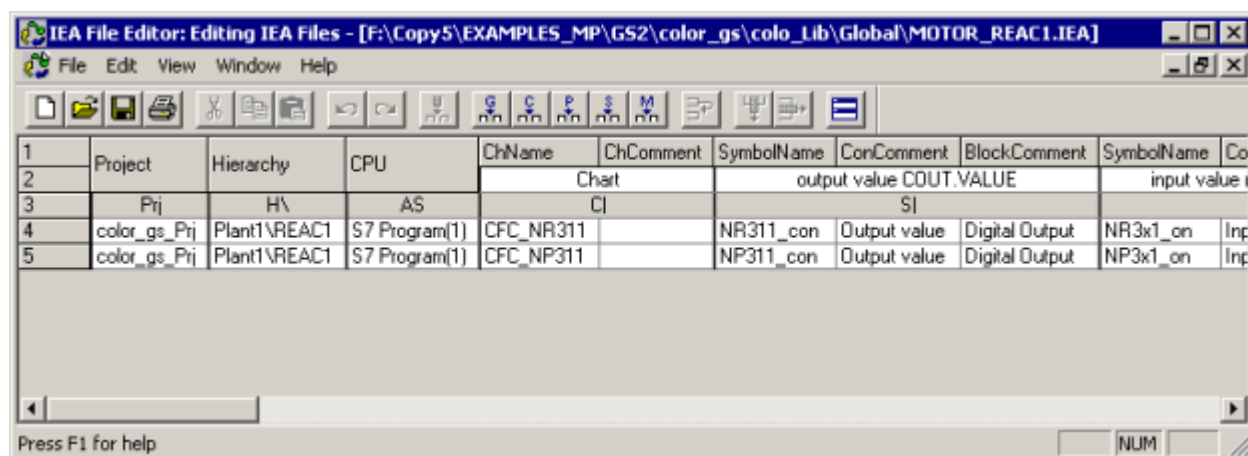 IEA File Editor: Editing IEA Files - [F:\Copy5\EXAMPLES_MP\GS2\color_gs\colo_Lib\Global\MOTOR_REAC1.IEA]
File Edit View Window Help
U G C P S M
1 Project Hierarchy CPU ChName ChComment SymbolName ConComment BlockComment SymbolName Co
2 Chart output value COUT.VALUE input value
3 Prj H\ AS C| S|
4 color_gs_Prj Plant1\REAC1 S7 Program(1) CFC_NR311 NR311_con Output value Digital Output NR3x1_on Inp
5 color_gs_Prj Plant1\REAC1 S7 Program(1) CFC_NP311 NP311_con Output value Digital Output NP3x1_on Inp
Press F1 for help NUM